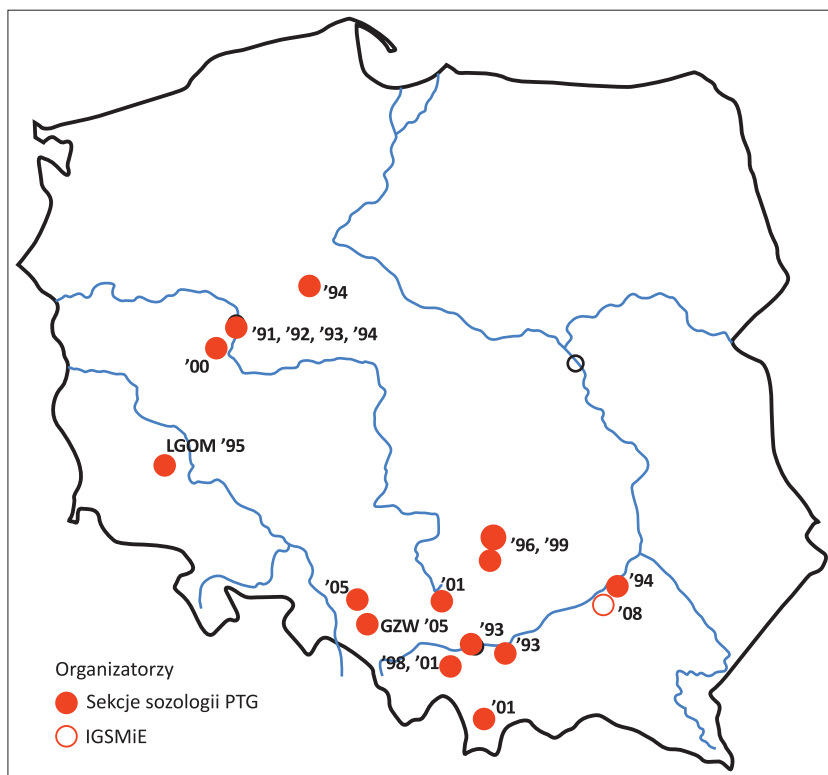 ’94
’91, ’92, ’93, ’94
’00
LGOM ’95
’96, ’99
’94
’05
’01
’08
GZW ’05
’93
’93
’98, ’01
’01
Organizatorzy
Sekcje sozologii PTG
IGSMiE